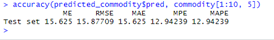 > accuracy(predicted_commodity$pred, commodity[1:10, 5])
ME RMSE MAE MPE MAPE
Test set 15.625 15.87709 15.625 12.94239 12.94239
>